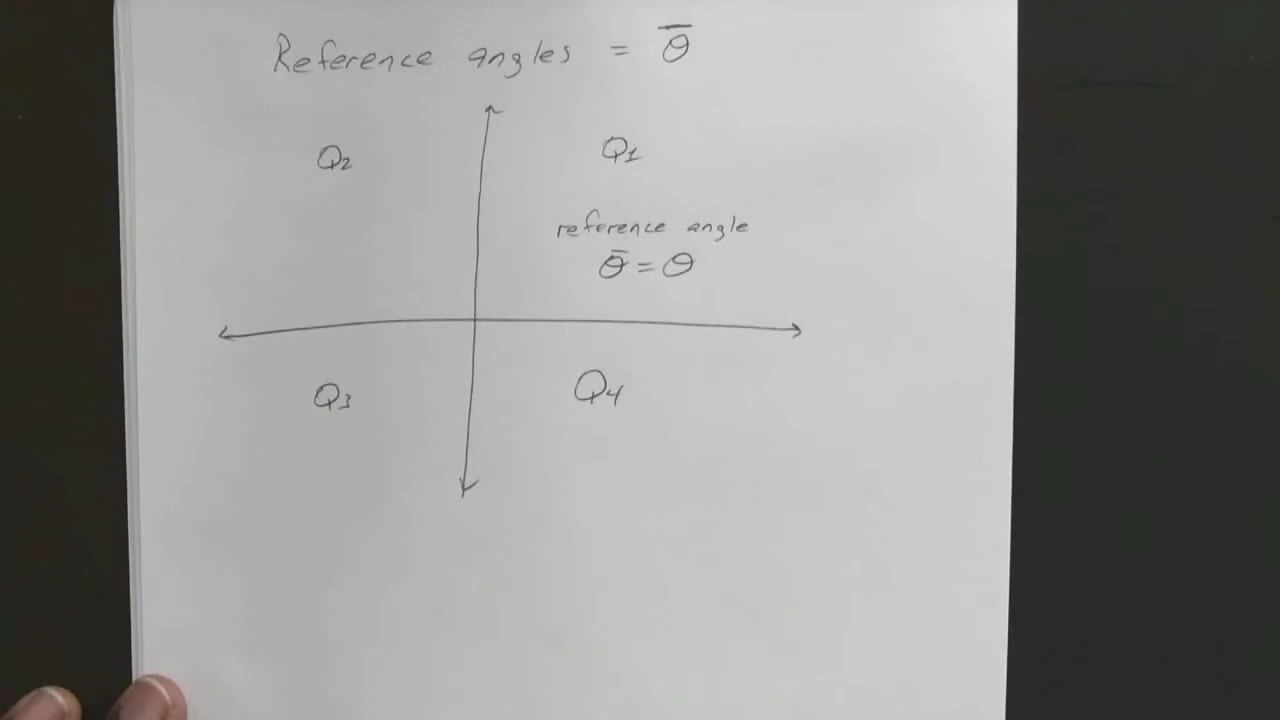 Reference angles = θ̅
Q2
Q1
reference angle
θ̅ = θ
Q3
Q4